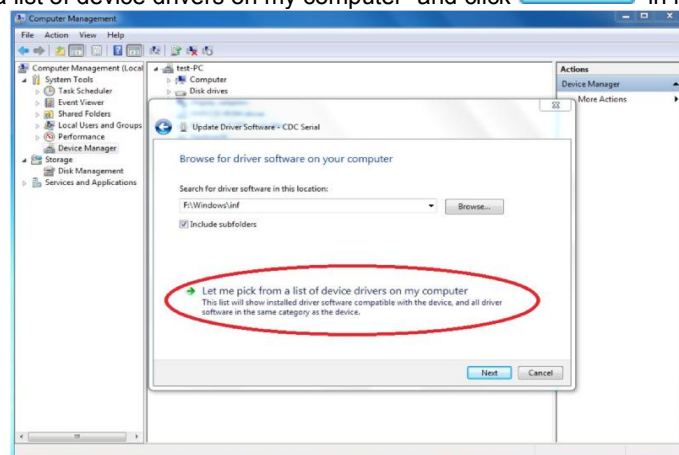 a list of device drivers on my computer" and click
Computer Management
File Action View Help
Computer Management (Local
System Tools
Task Scheduler
Event Viewer
Shared Folders
Local Users and Groups
Performance
Device Manager
Storage
Disk Management
Services and Applications
test-PC
Computer
Disk drives
Update Driver Software - CDC Serial
Browse for driver software on your computer
Search for driver software in this location:
F:\Windows\inf
Browse...
Include subfolders
Let me pick from a list of device drivers on my computer
This list will show installed driver software compatible with the device, and all driver
software in the same category as the device.
Next Cancel
Actions
Device Manager
More Actions